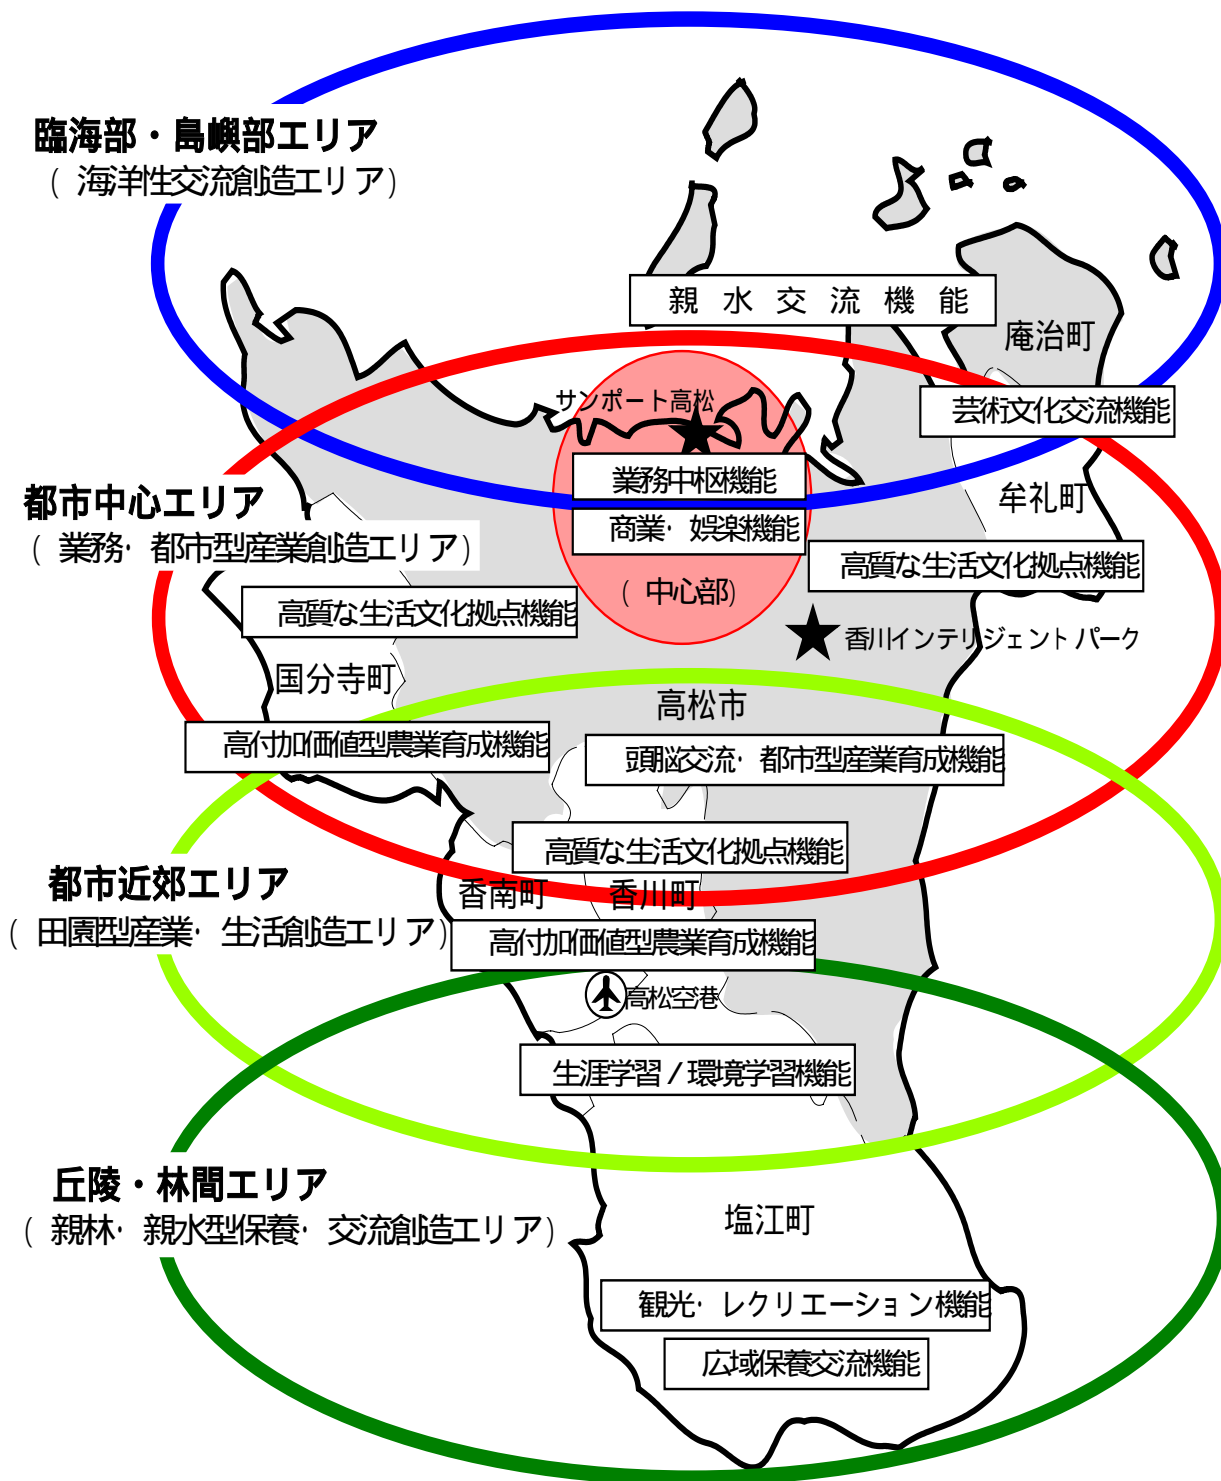 臨海部・島嶼部エリア
(海洋性交流創造エリア)
親水交流機能
庵治町
サンポート高松
芸術文化交流機能
業務中枢機能
都市中心エリア
(業務・都市型産業創造エリア)
牟礼町
商業・娯楽機能
高質な生活文化拠点機能
(中心部)
高質な生活文化拠点機能
香川インテリジェントパーク
国分寺町
高松市
高付加価値型農業育成機能
頭脳交流・都市型産業育成機能
高質な生活文化拠点機能
都市近郊エリア
(田園型産業・生活創造エリア)
香南町
香川町
高付加価値型農業育成機能
高松空港
生涯学習/環境学習機能
丘陵・林間エリア
(親林・親水型保養・交流創造エリア)
塩江町
観光・レクリエーション機能
広域保養交流機能